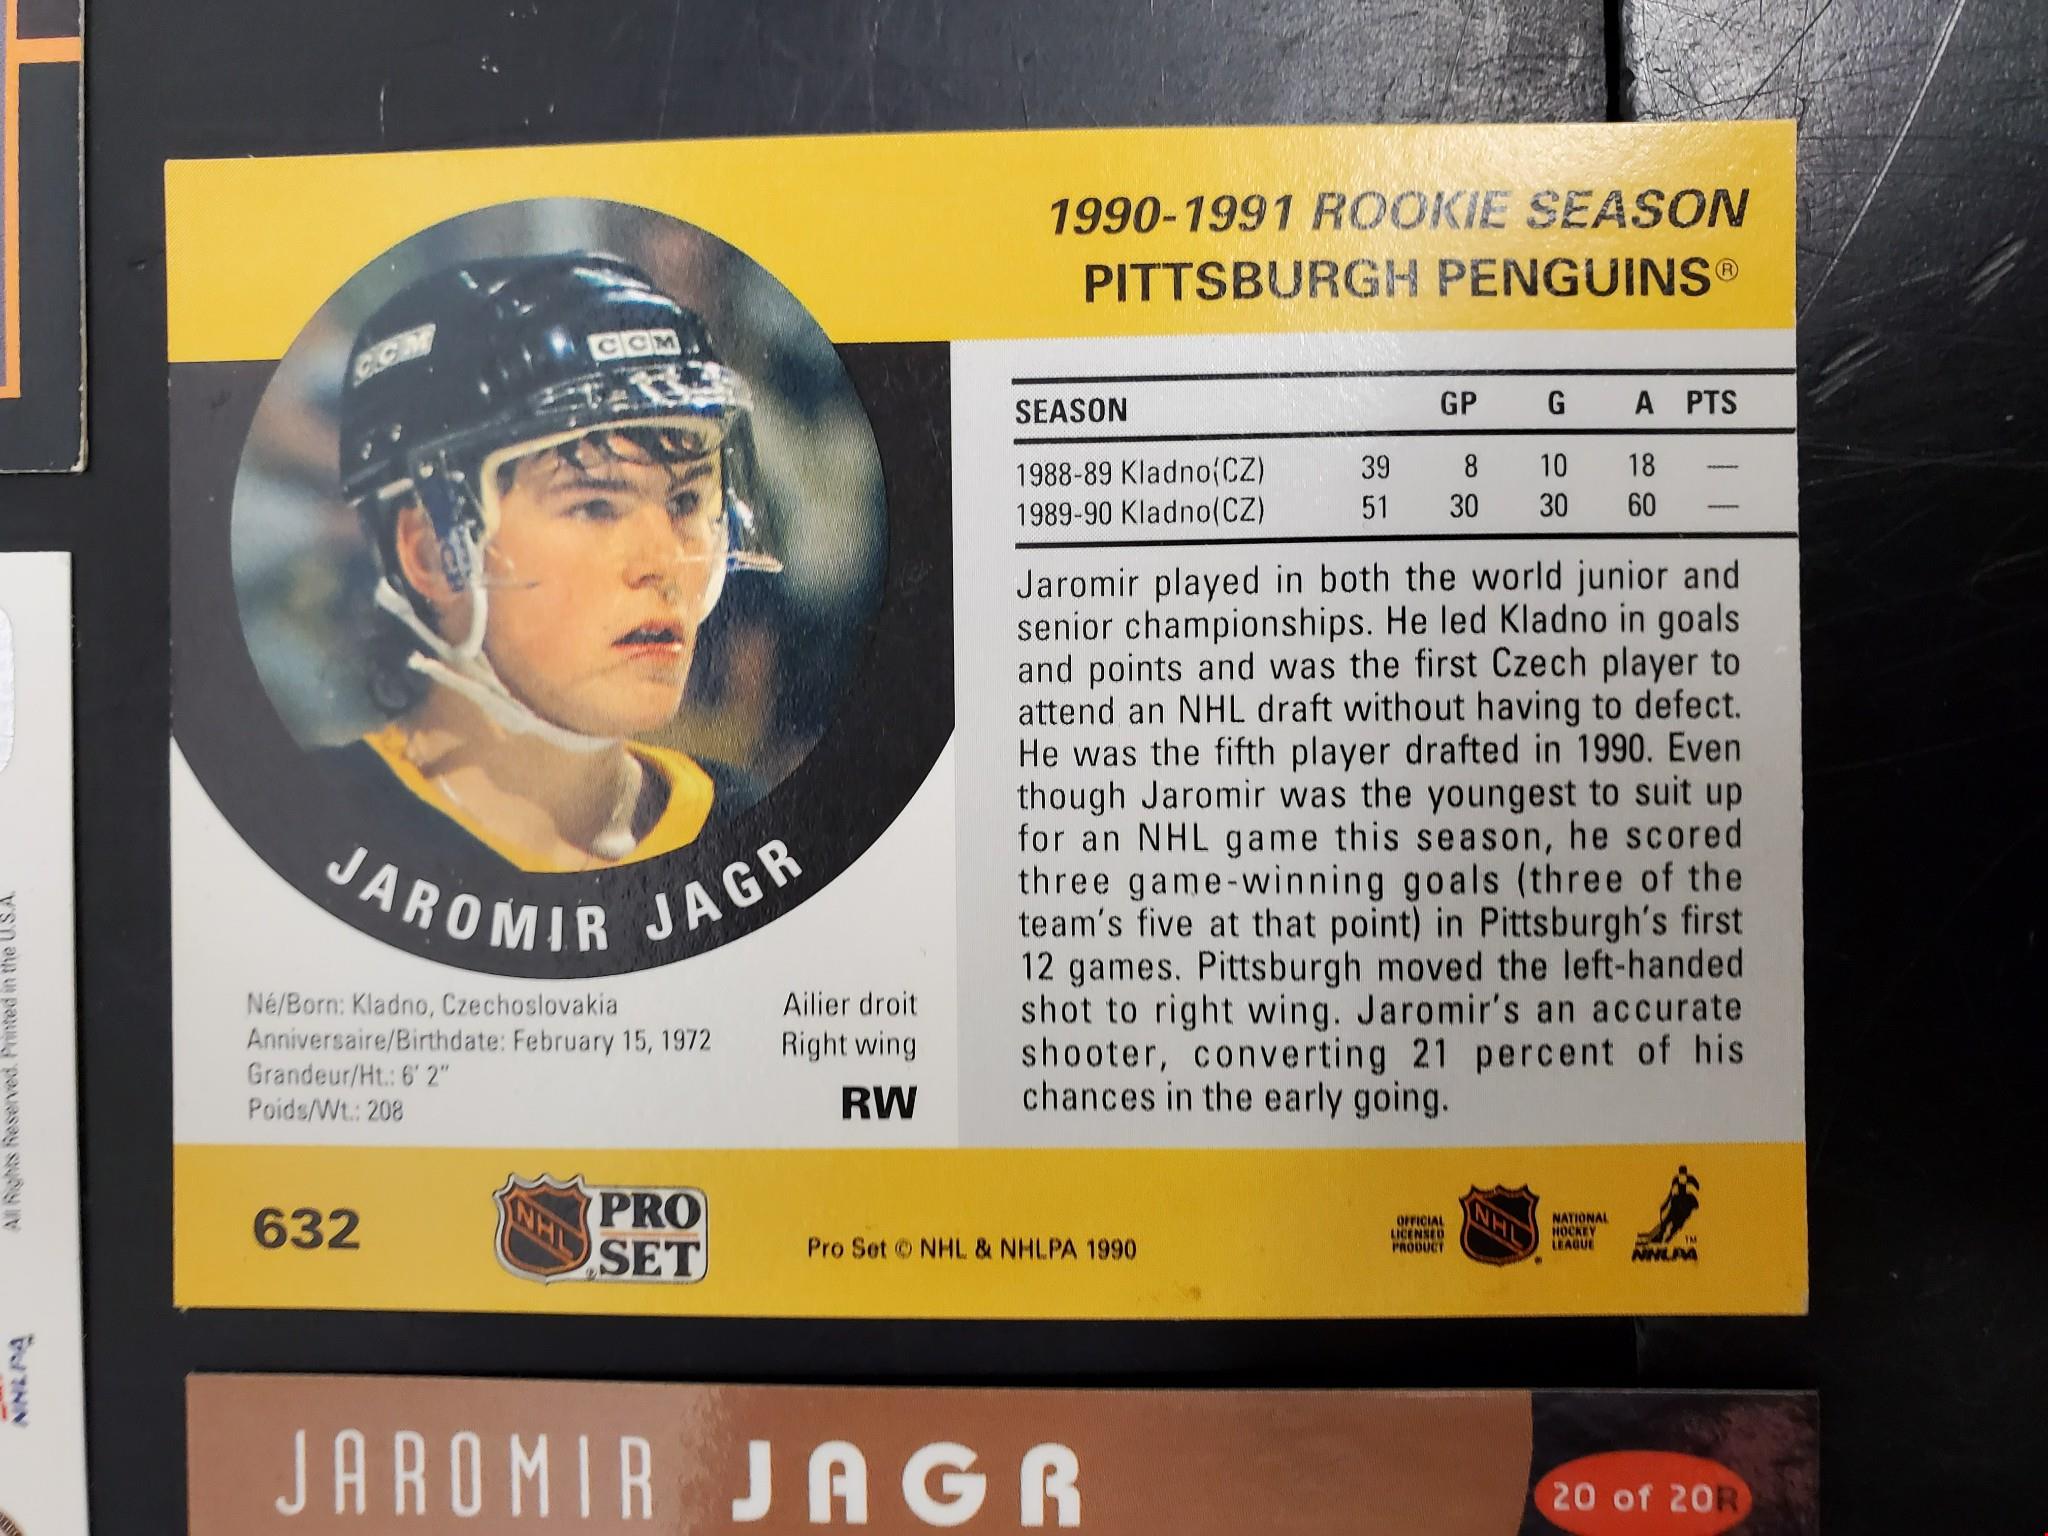 1990-1991 ROOKIE SEASON
PITTSBURGH PENGUINS®
CCM
CCM
JAROMIR JAGR
SEASON GP G A PTS
1988-89 Kladno(CZ) 39 8 10 18 —
1989-90 Kladno(CZ) 51 30 30 60 —
Jaromir played in both the world junior and
senior championships. He led Kladno in goals
and points and was the first Czech player to
attend an NHL draft without having to defect.
He was the fifth player drafted in 1990. Even
though Jaromir was the youngest to suit up
for an NHL game this season, he scored
three game-winning goals (three of the
team's five at that point) in Pittsburgh's first
12 games. Pittsburgh moved the left-handed
shot to right wing. Jaromir's an accurate
shooter, converting 21 percent of his
chances in the early going.
Né/Born: Kladno, Czechoslovakia
Anniversaire/Birthdate: February 15, 1972
Grandeur/Ht.: 6' 2"
Poids/Wt.: 208
Ailier droit
Right wing
RW
632
NHL
PRO
SET
Pro Set © NHL & NHLPA 1990
OFFICIAL
LICENSED
PRODUCT
NHL
NATIONAL
HOCKEY
LEAGUE
NHLPA™
All Rights Reserved. Printed in the U.S.A.
NHLPA
JAROMIR JAGR
20 of 20R